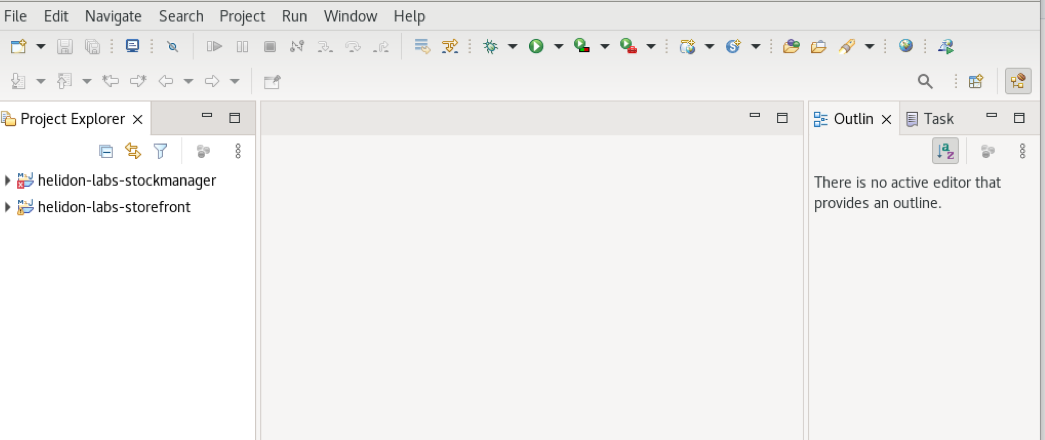 File Edit Navigate Search Project Run Window Help
Project Explorer
Outlin Task
helidon-labs-stockmanager
helidon-labs-storefront
There is no active editor that
provides an outline.